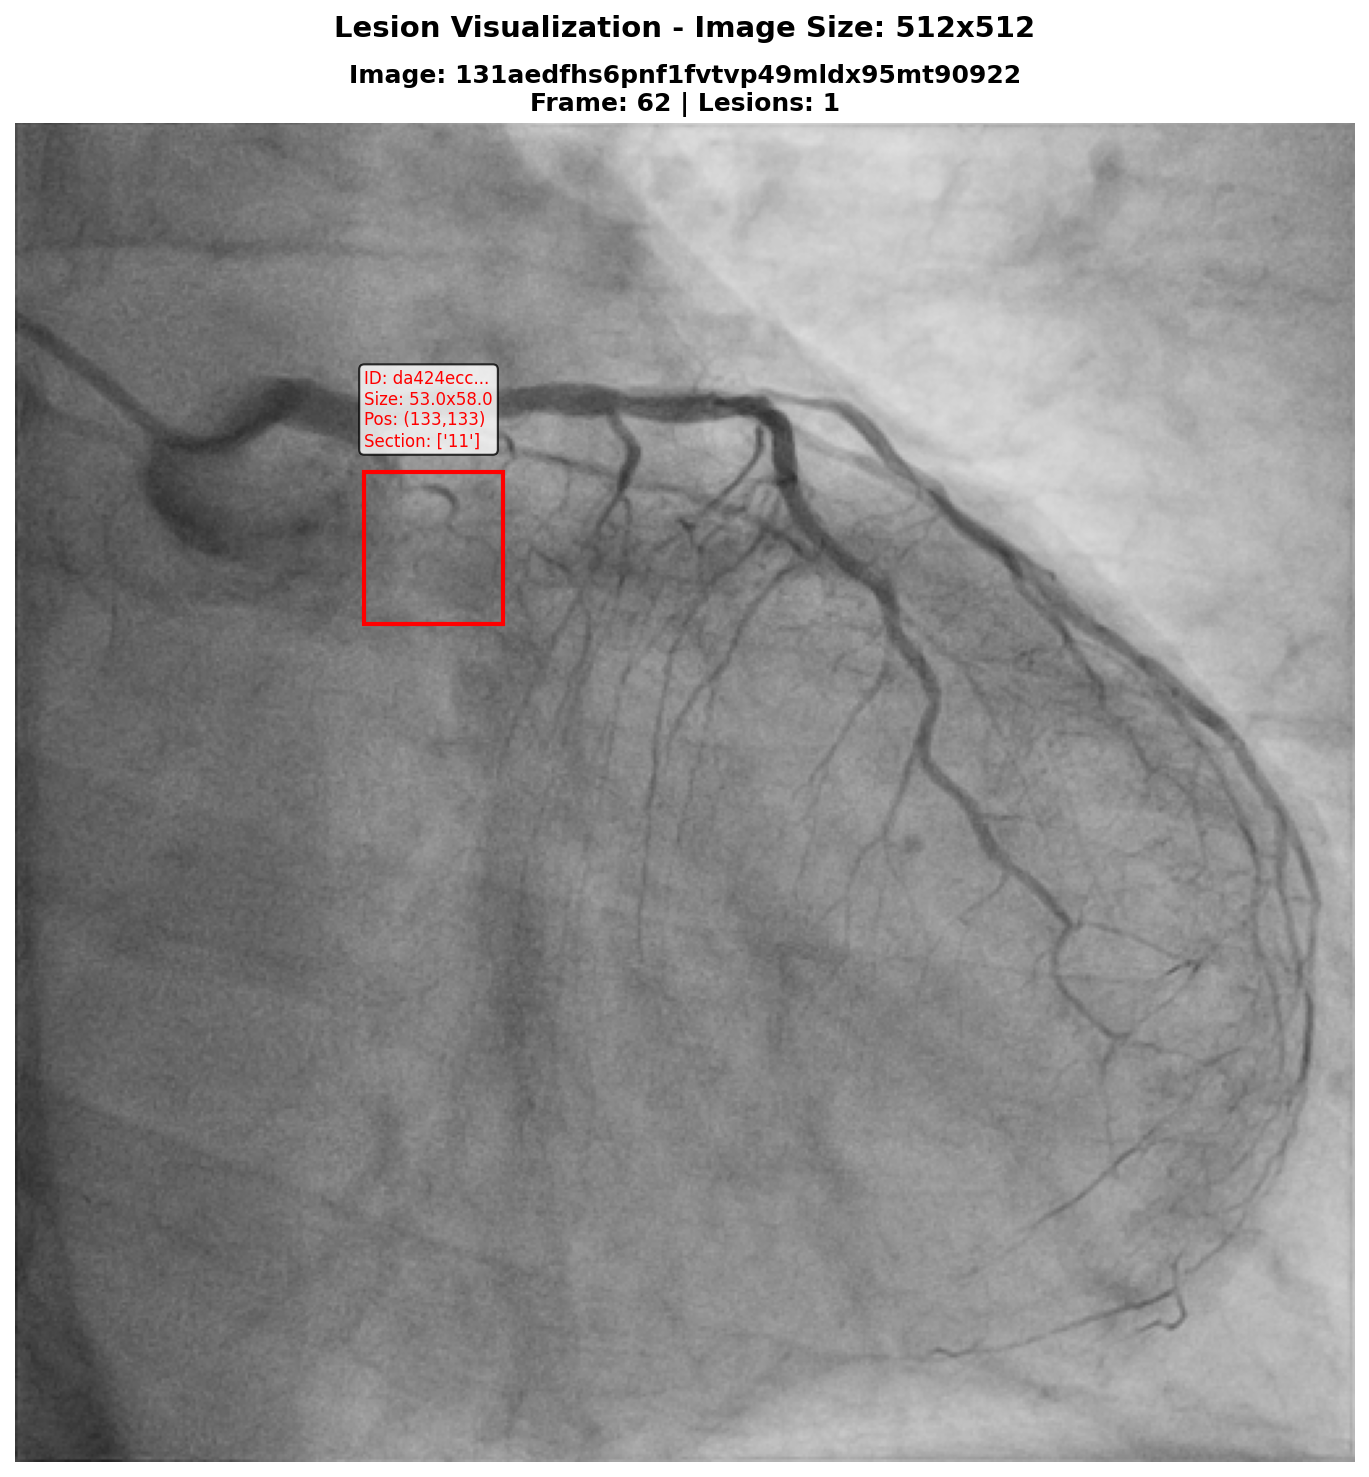 Lesion Visualization - Image Size: 512x512
Image: 131aedfhs6pnf1fvtvp49mldx95mt90922
Frame: 62 | Lesions: 1
ID: da424ecc...
Size: 53.0x58.0
Pos: (133,133)
Section: ['11']